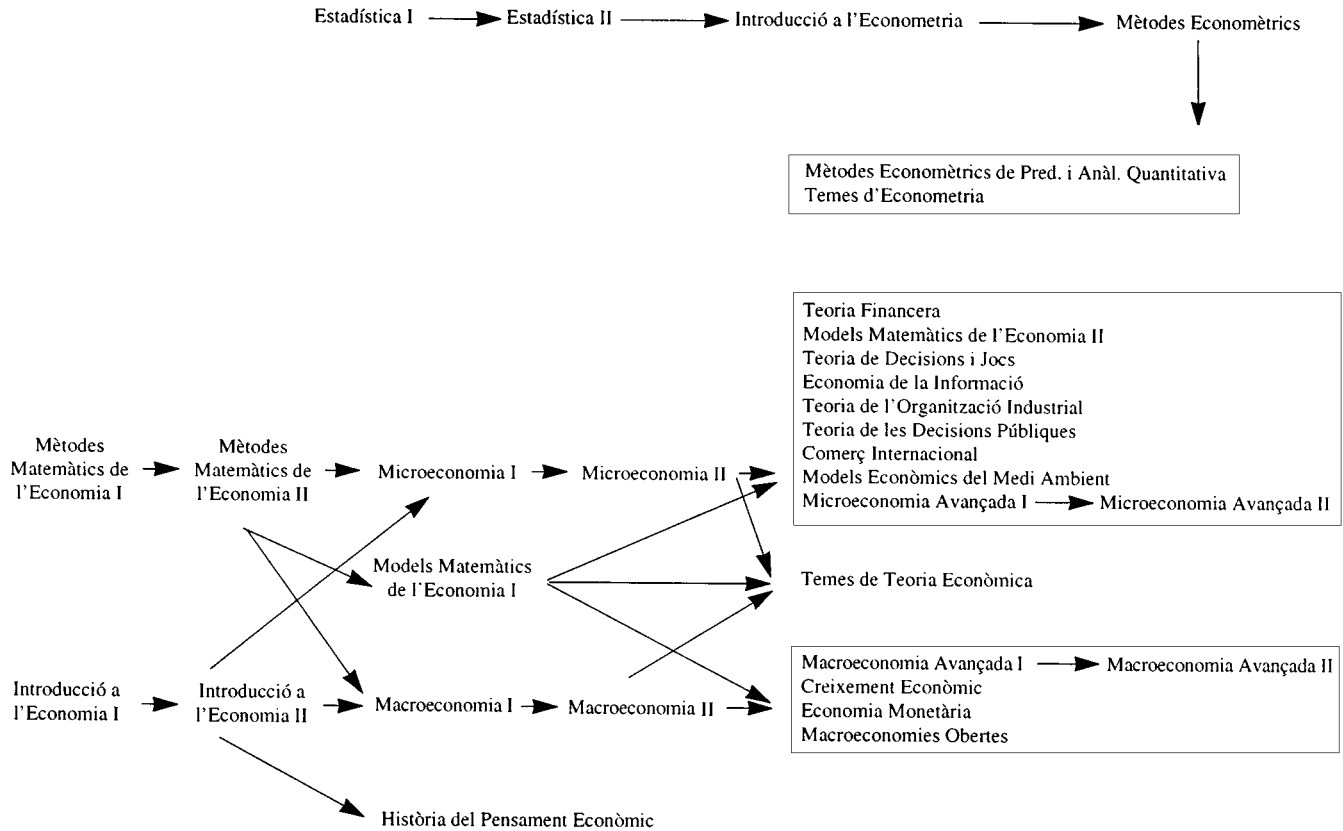 Estadística I
Estadística II
Introducció a l'Econometria
Mètodes Economètrics
Mètodes Economètrics de Pred. i Anàl. Quantitativa
Temes d'Econometria
Teoria Financera
Models Matemàtics de l'Economia II
Teoria de Decisions i Jocs
Economia de la Informació
Teoria de l'Organització Industrial
Teoria de les Decisions Públiques
Comerç Internacional
Models Econòmics del Medi Ambient
Microeconomia Avançada I
Microeconomia Avançada II
Mètodes
Matemàtics de
l'Economia I
Mètodes
Matemàtics de
l'Economia II
Microeconomia I
Microeconomia II
Models Matemàtics
de l'Economia I
Temes de Teoria Econòmica
Introducció a
l'Economia I
Introducció a
l'Economia II
Macroeconomia I
Macroeconomia II
Macroeconomia Avançada I
Macroeconomia Avançada II
Creixement Econòmic
Economia Monetària
Macroeconomies Obertes
Història del Pensament Econòmic